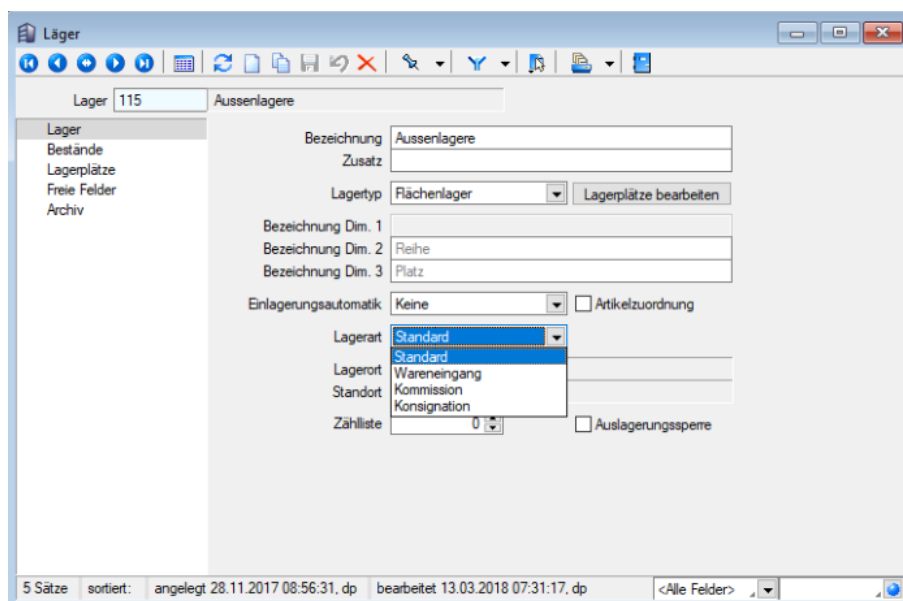 Läger
Lager 115 Aussenlagere
Lager
Bestände
Lagerplätze
Freie Felder
Archiv
Bezeichnung Aussenlagere
Zusatz
Lagertyp Flächenlager Lagerplätze bearbeiten
Bezeichnung Dim. 1
Bezeichnung Dim. 2 Reihe
Bezeichnung Dim. 3 Platz
Einlagerungsautomatik Keine Artikelzuordnung
Lagerart Standard
Standard
Wareneingang
Kommission
Konsignation
Lagerort
Standort
Zählliste 0 Auslagerungssperre
5 Sätze sortiert: angelegt 28.11.2017 08:56:31, dp bearbeitet 13.03.2018 07:31:17, dp <Alle Felder>